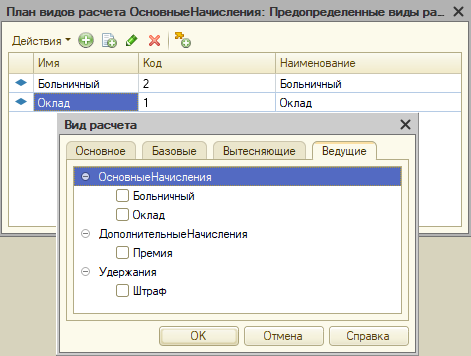 План видов расчета ОсновныеНачисления: Предопределенные виды ра...
Действия
Имя Код Наименование
Больничный 2 Больничный
Оклад 1 Оклад
Вид расчета
Основное Базовые Вытесняющие Ведущие
ОсновныеНачисления
Больничный
Оклад
ДополнительныеНачисления
Премия
Удержания
Штраф
OK Отмена Справка